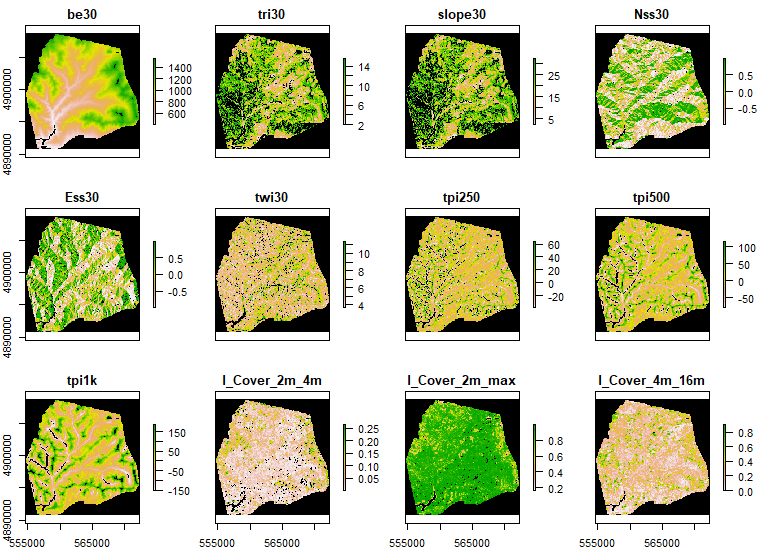 be30 tri30 slope30 Nss30
4900000 4890000 1400 1200 1000 800 600 14 10 6 4 2 25 15 5 0.5 -0.5
Ess30 twi30 tpi250 tpi500
4900000 4890000 0.5 0.0 -0.5 10 8 6 4 60 40 20 0 -20 100 50 0 -50
tpi1k l_Cover_2m_4m l_Cover_2m_max l_Cover_4m_16m
4900000 4890000 150 50 -50 -150 0.25 0.20 0.15 0.10 0.05 0.8 0.6 0.4 0.2 0.8 0.6 0.4 0.2 0.0
555000 565000 555000 565000 555000 565000 555000 565000